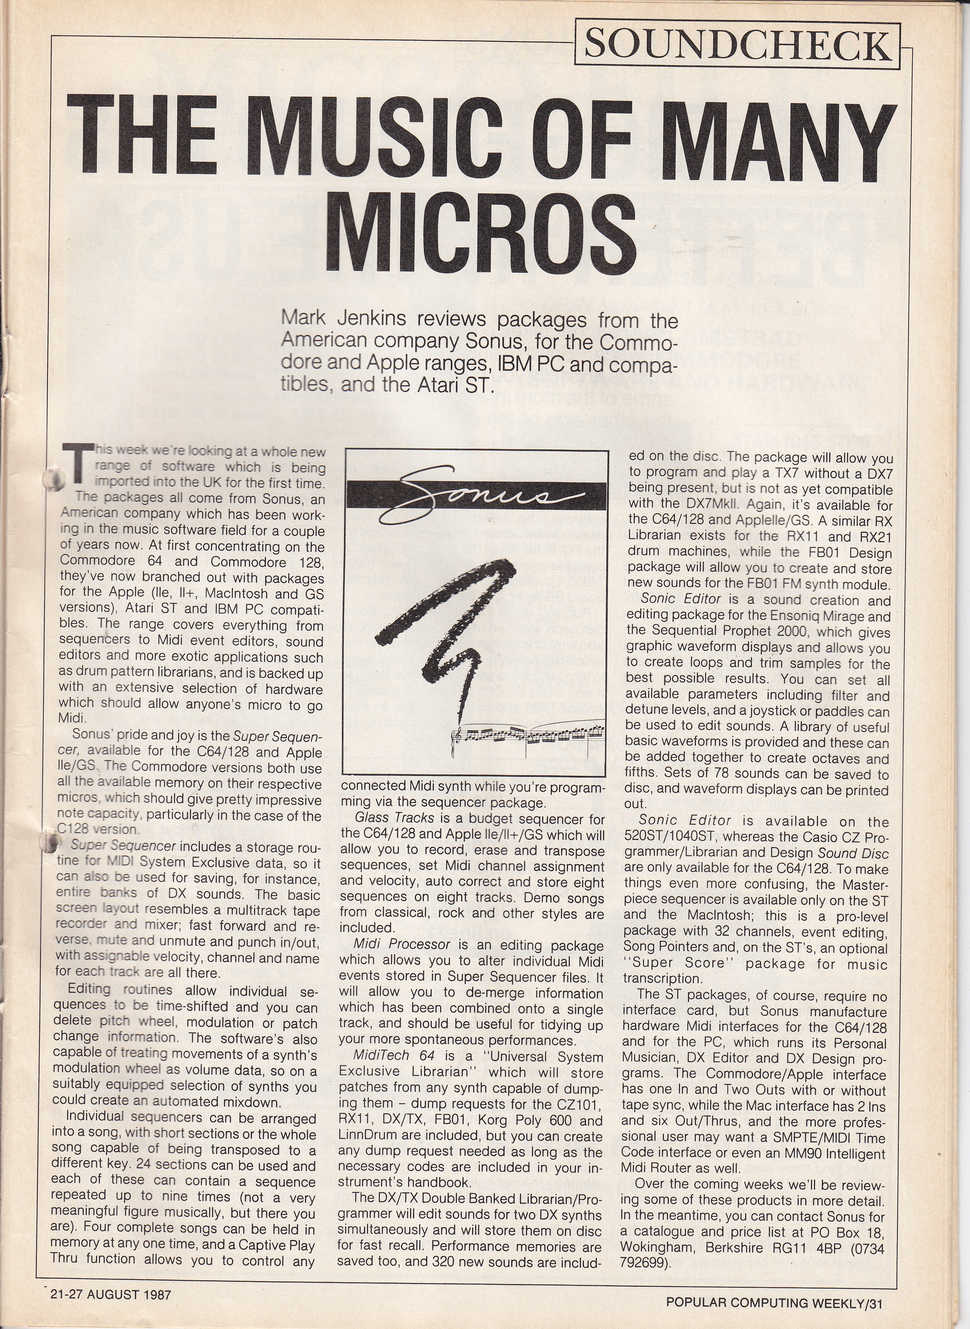 SOUNDCHECK
THE MUSIC OF MANY
MICROS
Mark Jenkins reviews packages from the
American company Sonus, for the Commo-
dore and Apple ranges, IBM PC and compa-
tibles, and the Atari ST.
This week we're looking at a whole new
range of software which is being
imported into the UK for the first time.
The packages all come from Sonus, an
American company which has been work-
ing in the music software field for a couple
of years now. At first concentrating on the
Commodore 64 and Commodore 128,
they've now branched out with packages
for the Apple (IIe, II+, MacIntosh and GS
versions), Atari ST and IBM PC compati-
bles. The range covers everything from
sequencers to Midi event editors, sound
editors and more exotic applications such
as drum pattern librarians, and is backed up
with an extensive selection of hardware
which should allow anyone's micro to go
Midi.
Sonus' pride and joy is the Super Sequen-
cer, available for the C64/128 and Apple
IIe/GS. The Commodore versions both use
all the available memory on their respective
micros, which should give pretty impressive
note capacity, particularly in the case of the
C128 version.
Super Sequencer includes a storage rou-
tine for MIDI System Exclusive data, so it
can also be used for saving, for instance,
entire banks of DX sounds. The basic
screen layout resembles a multitrack tape
recorder and mixer; fast forward and re-
verse, mute and unmute and punch in/out,
with assignable velocity, channel and name
for each track are all there.
Editing routines allow individual se-
quences to be time-shifted and you can
delete pitch wheel, modulation or patch
change information. The software's also
capable of treating movements of a synth's
modulation wheel as volume data, so on a
suitably equipped selection of synths you
could create an automated mixdown.
Individual sequencers can be arranged
into a song, with short sections or the whole
song capable of being transposed to a
different key. 24 sections can be used and
each of these can contain a sequence
repeated up to nine times (not a very
meaningful figure musically, but there you
are). Four complete songs can be held in
memory at any one time, and a Captive Play
Thru function allows you to control any
Sonus
connected Midi synth while you're program-
ming via the sequencer package.
Glass Tracks is a budget sequencer for
the C64/128 and Apple IIe/II+/GS which will
allow you to record, erase and transpose
sequences, set Midi channel assignment
and velocity, auto correct and store eight
sequences on eight tracks. Demo songs
from classical, rock and other styles are
included.
Midi Processor is an editing package
which allows you to alter individual Midi
events stored in Super Sequencer files. It
will allow you to de-merge information
which has been combined onto a single
track, and should be useful for tidying up
your more spontaneous performances.
MidiTech 64 is a "Universal System
Exclusive Librarian" which will store
patches from any synth capable of dump-
ing them – dump requests for the CZ101,
RX11, DX/TX, FB01, Korg Poly 600 and
LinnDrum are included, but you can create
any dump request needed as long as the
necessary codes are included in your in-
strument's handbook.
The DX/TX Double Banked Librarian/Pro-
grammer will edit sounds for two DX synths
simultaneously and will store them on disc
for fast recall. Performance memories are
saved too, and 320 new sounds are includ-
ed on the disc. The package will allow you
to program and play a TX7 without a DX7
being present, but is not as yet compatible
with the DX7MkII. Again, it's available for
the C64/128 and AppleIIe/GS. A similar RX
Librarian exists for the RX11 and RX21
drum machines, while the FB01 Design
package will allow you to create and store
new sounds for the FB01 FM synth module.
Sonic Editor is a sound creation and
editing package for the Ensoniq Mirage and
the Sequential Prophet 2000, which gives
graphic waveform displays and allows you
to create loops and trim samples for the
best possible results. You can set all
available parameters including filter and
detune levels, and a joystick or paddles can
be used to edit sounds. A library of useful
basic waveforms is provided and these can
be added together to create octaves and
fifths. Sets of 78 sounds can be saved to
disc, and waveform displays can be printed
out.
Sonic Editor is available on the
520ST/1040ST, whereas the Casio CZ Pro-
grammer/Librarian and Design Sound Disc
are only available for the C64/128. To make
things even more confusing, the Master-
piece sequencer is available only on the ST
and the MacIntosh; this is a pro-level
package with 32 channels, event editing,
Song Pointers and, on the ST's, an optional
"Super Score" package for music
transcription.
The ST packages, of course, require no
interface card, but Sonus manufacture
hardware Midi interfaces for the C64/128
and for the PC, which runs its Personal
Musician, DX Editor and DX Design pro-
grams. The Commodore/Apple interface
has one In and Two Outs with or without
tape sync, while the Mac interface has 2 Ins
and six Out/Thrus, and the more profes-
sional user may want a SMPTE/MIDI Time
Code interface or even an MM90 Intelligent
Midi Router as well.
Over the coming weeks we'll be review-
ing some of these products in more detail.
In the meantime, you can contact Sonus for
a catalogue and price list at PO Box 18,
Wokingham, Berkshire RG11 4BP (0734
792699).
21-27 AUGUST 1987
POPULAR COMPUTING WEEKLY/31